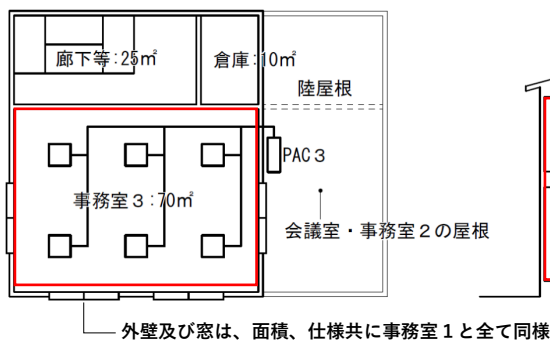 廊下等:25㎡
倉庫:10㎡
陸屋根
PAC3
事務室3:70㎡
会議室・事務室2の屋根
外壁及び窓は、面積、仕様共に事務室1と全て同様